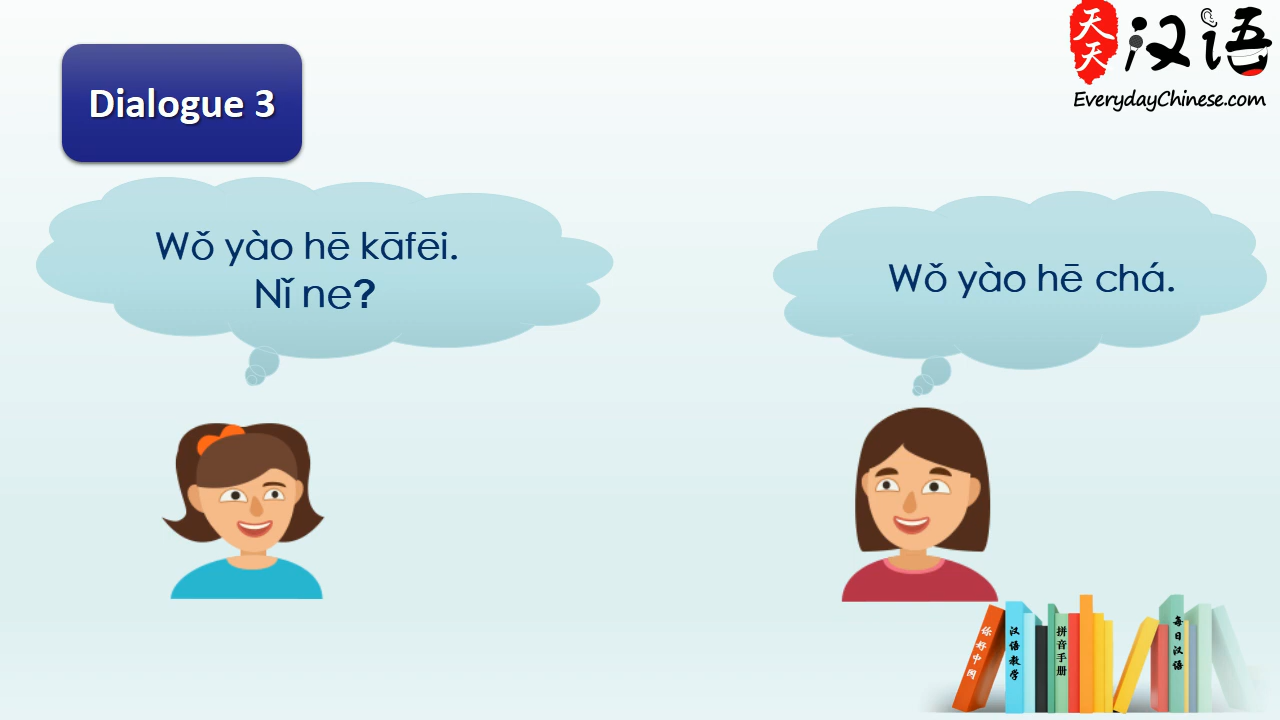 天天汉语
EverydayChinese.com
Dialogue 3
Wǒ yào hē kāfēi.
Nǐ ne?
Wǒ yào hē chá.
你好中国
汉语教学
拼音手册
每日汉语